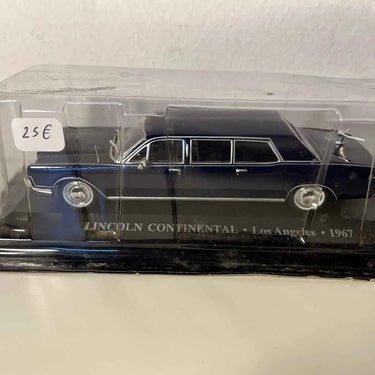 25€
LINCOLN CONTINENTAL • Los Angeles • 1967